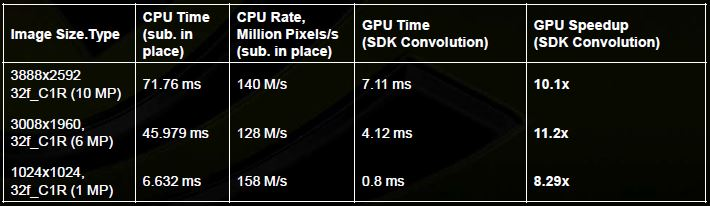 Image Size.Type
CPU Time
(sub. in
place)
CPU Rate,
Million Pixels/s
(sub. in place)
GPU Time
(SDK Convolution)
GPU Speedup
(SDK Convolution)
3888x2592
32f_C1R (10 MP)
71.76 ms
140 M/s
7.11 ms
10.1x
3008x1960,
32f_C1R (6 MP)
45.979 ms
128 M/s
4.12 ms
11.2x
1024x1024,
32f_C1R (1 MP)
6.632 ms
158 M/s
0.8 ms
8.29x